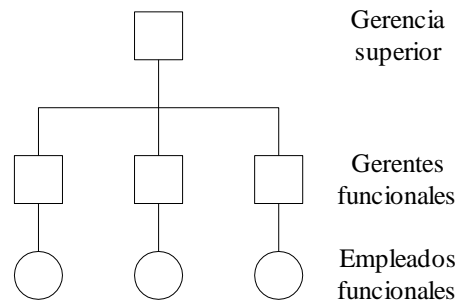 Gerencia
superior
Gerentes
funcionales
Empleados
funcionales